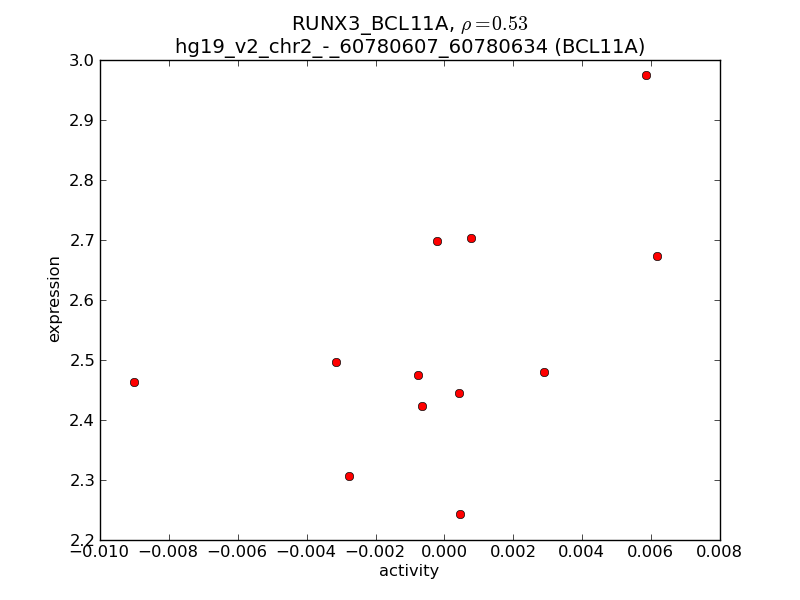 RUNX3_BCL11A, ρ=0.53
hg19_v2_chr2_-_60780607_60780634 (BCL11A)
3.0
2.9
2.8
2.7
2.6
2.5
2.4
2.3
2.2
expression
−0.010 −0.008 −0.006 −0.004 −0.002 0.000 0.002 0.004 0.006 0.008
activity